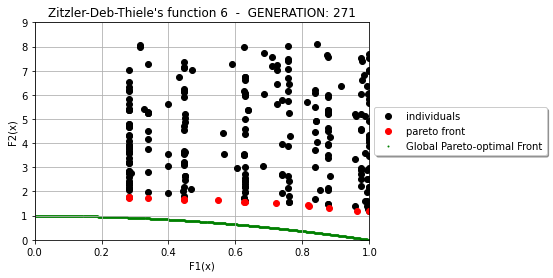 Zitzler-Deb-Thiele's function 6 - GENERATION: 271
9
8
7
6
5
4
3
2
1
0
F2(x)
0.0 0.2 0.4 0.6 0.8 1.0
F1(x)
individuals
pareto front
Global Pareto-optimal Front